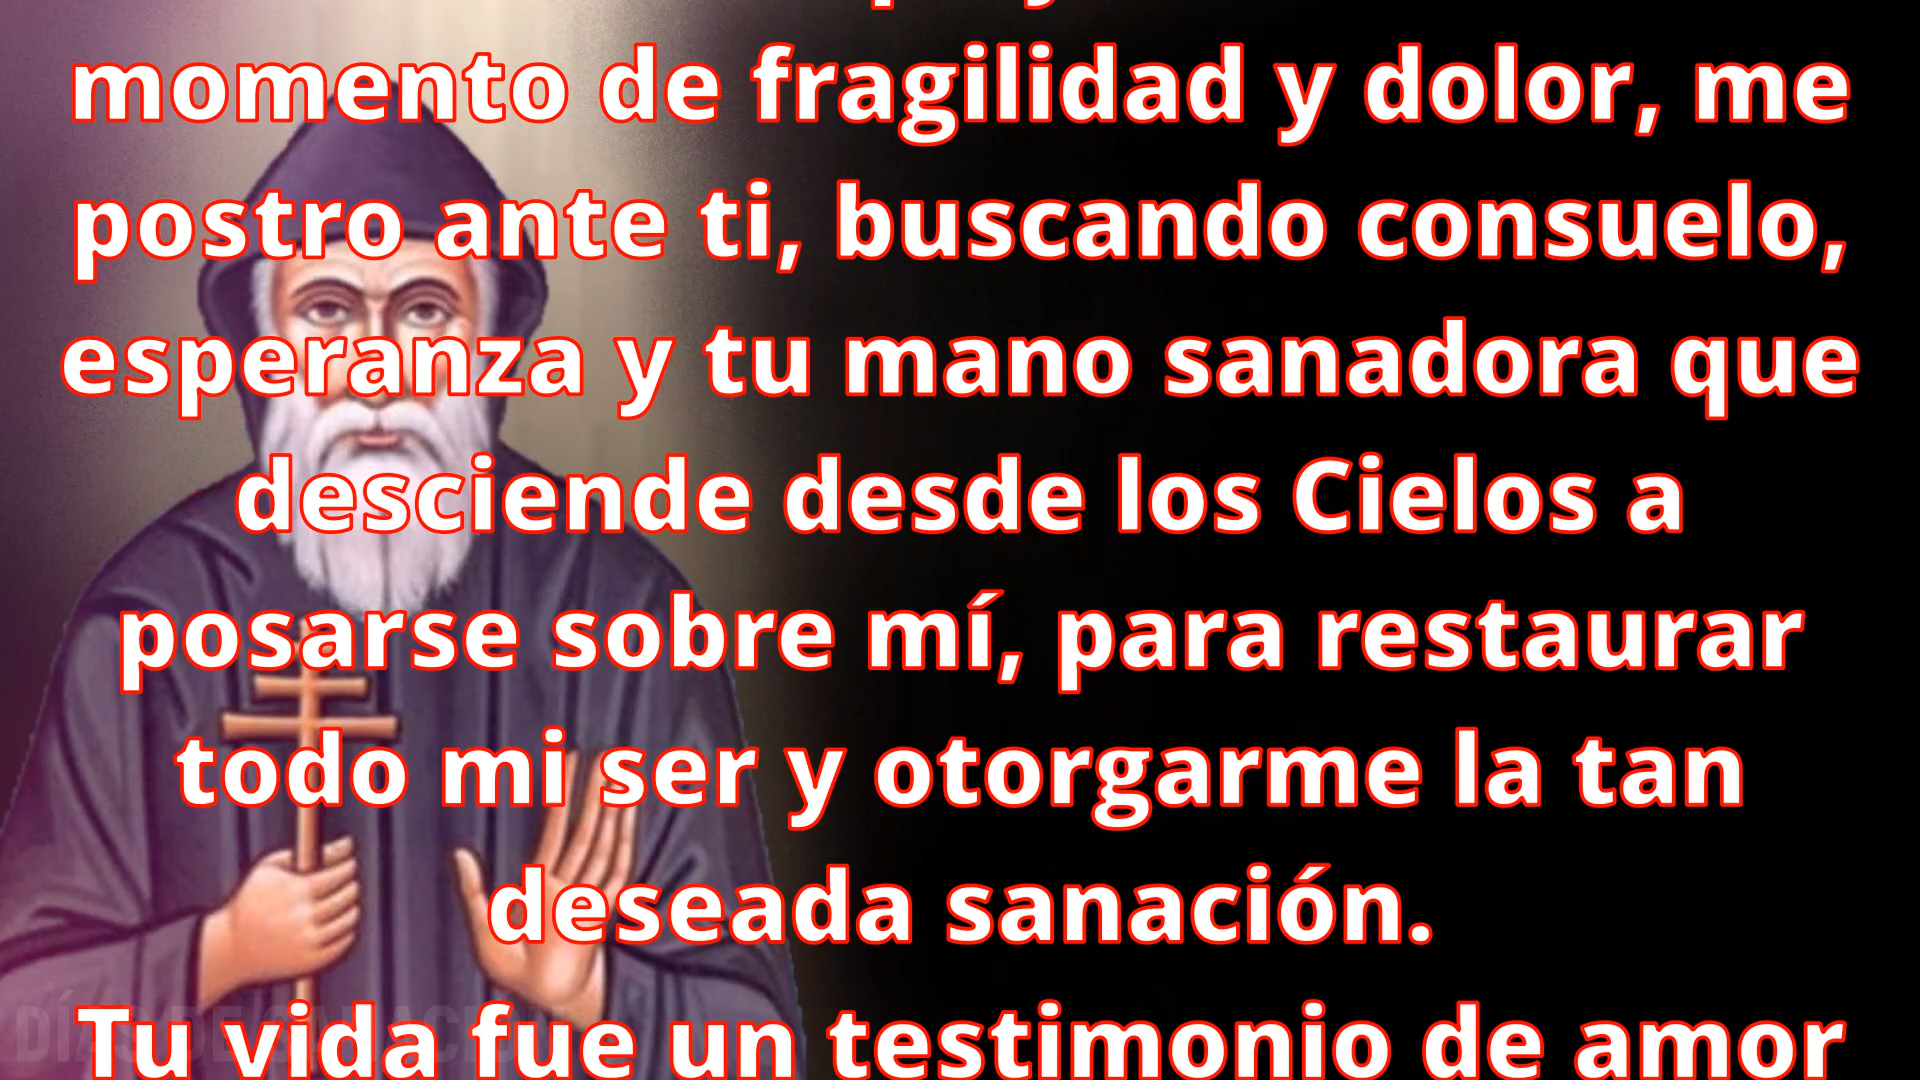 momento de fragilidad y dolor, me
postro ante ti, buscando consuelo,
esperanza y tu mano sanadora que
desciende desde los Cielos a
posarse sobre mí, para restaurar
todo mi ser y otorgarme la tan
deseada sanación.
Tu vida fue un testimonio de amor